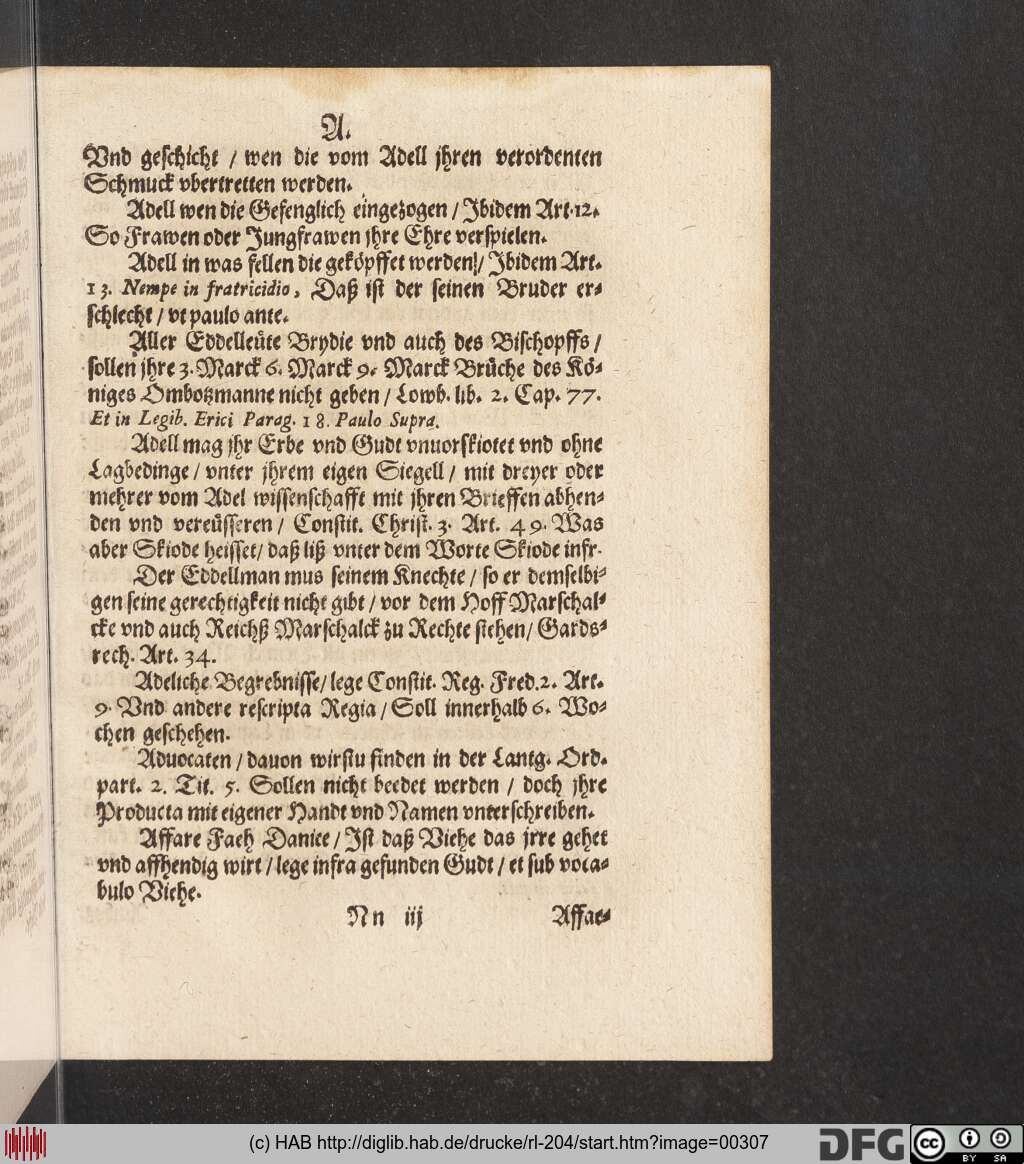 A.
Vnd geschicht / wen die vom Adell jhren verordenten
Schmuck vbertretten werden.
Adell wen die Gefenglich eingezogen / Jbidem Art. 12.
So Frawen oder Jungfrawen jhre Ehre verspielen.
Adell in was fellen die geköpffet werden / Jbidem Art.
13. Nempe in fratricidio, Daß ist der seinen Bruder er-
schlecht / vt paulo ante.
Aller Eddelleüte Brydie vnd auch des Bischopffs /
sollen jhre 3. Marck 6. Marck 9. Marck Brüche des Kö-
niges Ombotzmanne nicht geben / Lowb. lib. 2. Cap. 77.
Et in Legib. Erici Parag. 18. Paulo Supra.
Adell mag jhr Erbe vnd Gudt vnuorskiotet vnd ohne
Lagbedinge / vnter jhrem eigen Siegell / mit dreyer oder
mehrer vom Adel wissenschafft mit jhren Brieffen abhen-
den vnd vereüsseren / Constit. Christ. 3. Art. 49. Was
aber Skiode heisset / daß liß vnter dem Worte Skiode infr.
Der Eddellman mus seinem Knechte / so er demselbi-
gen seine gerechtigkeit nicht gibt / vor dem Hoff Marschal-
cke vnd auch Reichß Marschalck zu Rechte stehen / Gards-
rech. Art. 34.
Adeliche Begrebnisse / lege Constit. Reg. Fred. 2. Art.
9. Vnd andere rescripta Regia / Soll innerhalb 6. Wo-
chen geschehen.
Aduocaten / dauon wirstu finden in der Lantg. Ord.
part. 2. Tit. 5. Sollen nicht beedet werden / doch jhre
Producta mit eigener Handt vnd Namen vnterschreiben.
Affare Faeh Danice / Jst daß Viehe das jrre gehet
vnd affhendig wirt / lege infra gefunden Gudt / et sub voca-
bulo Viehe.
Nn iij Affae-
(c) HAB http://diglib.hab.de/drucke/rl-204/start.htm?image=00307
DFG
cc BY SA